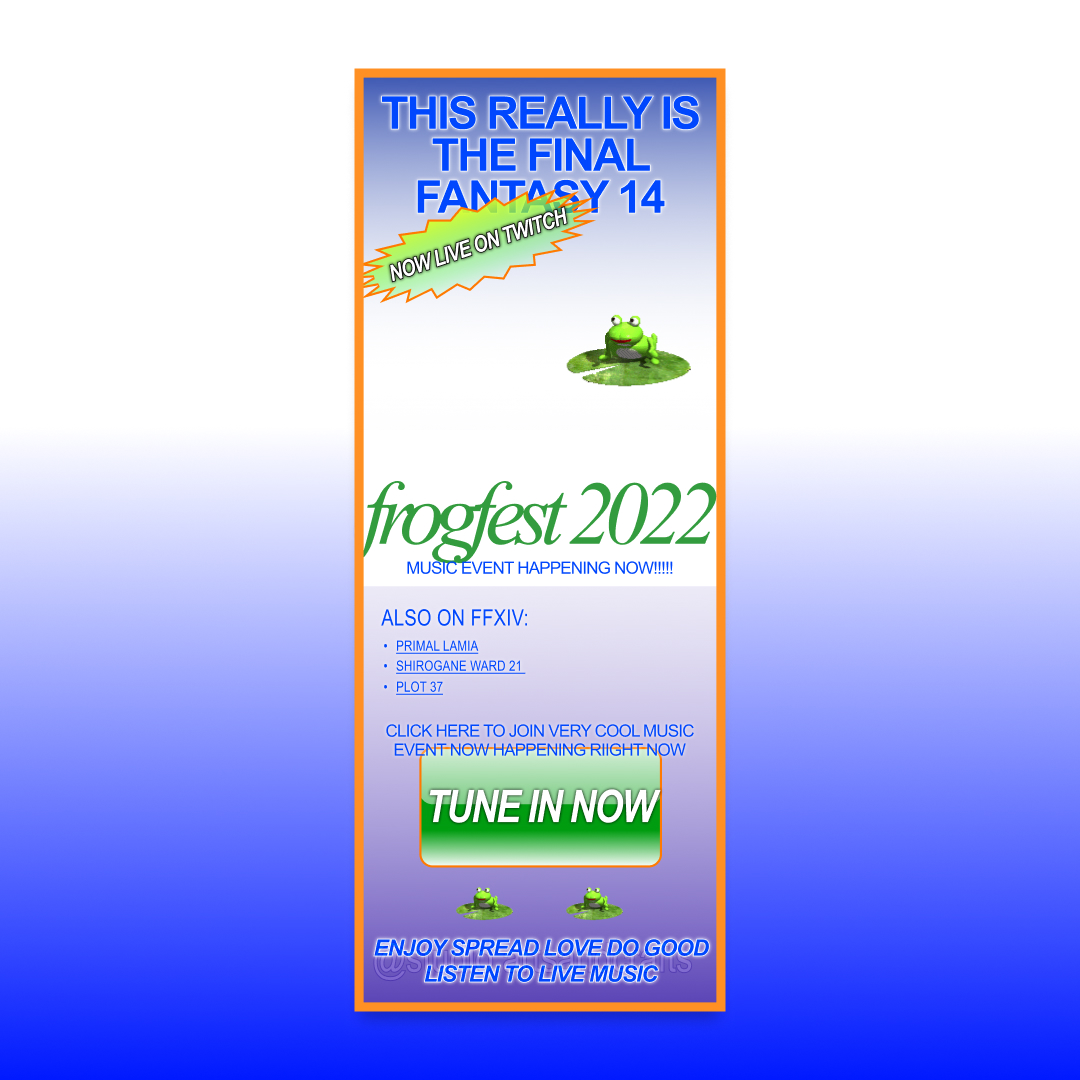 THIS REALLY IS
THE FINAL
FANTASY 14
NOW LIVE ON TWITCH
frogfest 2022
MUSIC EVENT HAPPENING NOW!!!!!
ALSO ON FFXIV:
• PRIMAL LAMIA
• SHIROGANE WARD 21
• PLOT 37
CLICK HERE TO JOIN VERY COOL MUSIC
EVENT NOW HAPPENING RIIGHT NOW
TUNE IN NOW
ENJOY SPREAD LOVE DO GOOD
LISTEN TO LIVE MUSIC